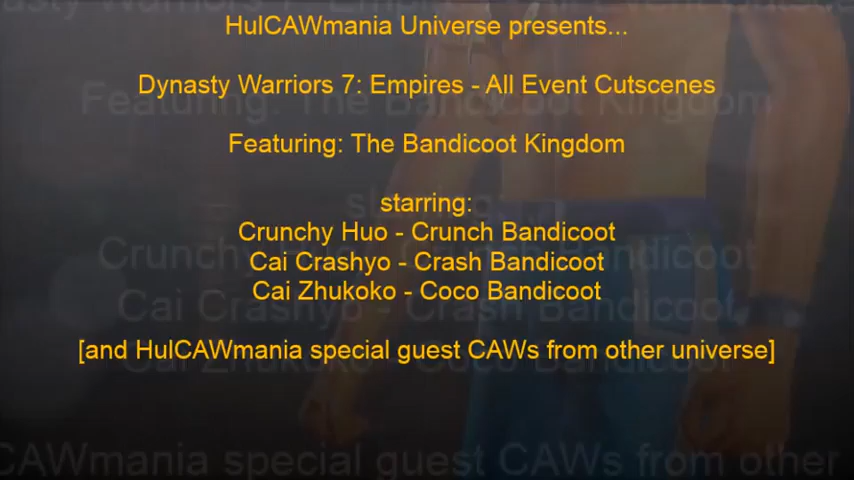 HulCAWmania Universe presents...
Dynasty Warriors 7: Empires - All Event Cutscenes
Featuring: The Bandicoot Kingdom
starring:
Crunchy Huo - Crunch Bandicoot
Cai Crashyo - Crash Bandicoot
Cai Zhukoko - Coco Bandicoot
[and HulCAWmania special guest CAWs from other universe]